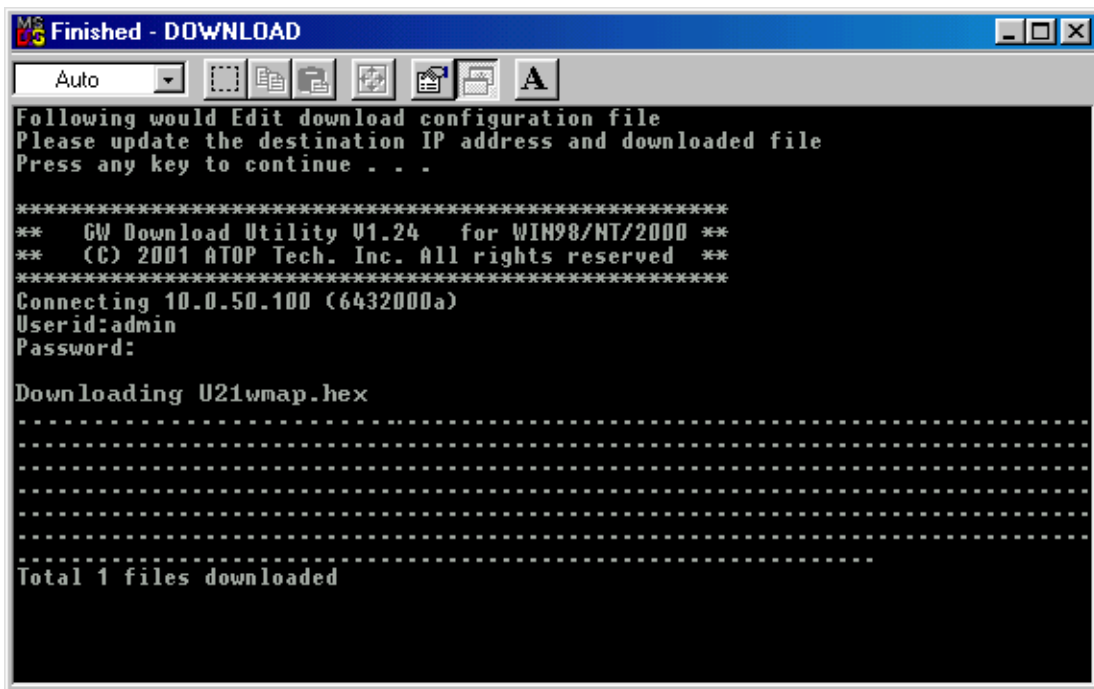 MS DS Finished - DOWNLOAD
Auto A
Following would Edit download configuration file
Please update the destination IP address and downloaded file
Press any key to continue . . .
*****************************************************
**   GW Download Utility V1.24   for WIN98/NT/2000 **
**   (C) 2001 ATOP Tech. Inc. All rights reserved  **
*****************************************************
Connecting 10.0.50.100 (6432000a)
Userid:admin
Password:
Downloading U21wmap.hex
................................................................................
................................................................................
................................................................................
................................................................................
................................................................................
................................................................................
................................................................
Total 1 files downloaded